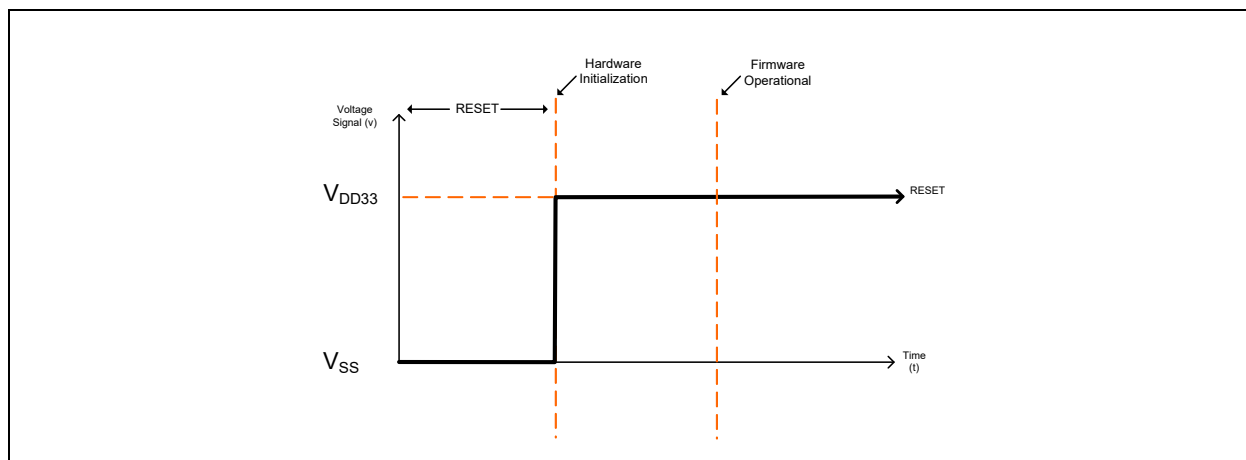 Hardware
Initialization
Firmware
Operational
Voltage
Signal (v)
RESET
VDD33
RESET
VSS
Time
(t)